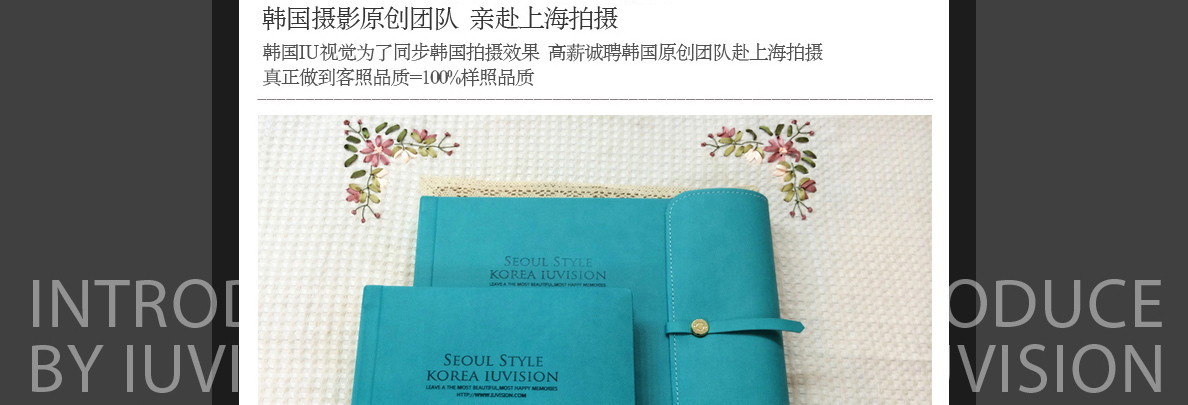 韩国摄影原创团队 亲赴上海拍摄
韩国IU视觉为了同步韩国拍摄效果 高薪诚聘韩国原创团队赴上海拍摄
真正做到客照品质=100%样照品质
SEOUL STYLE
KOREA IUVISION
LEAVE A THE MOST BEAUTIFUL,MOST HAPPY MEMORIES
SEOUL STYLE
KOREA IUVISION
LEAVE A THE MOST BEAUTIFUL,MOST HAPPY MEMORIES
HTTP://WWW.IUVISION.COM
INTROD
BY IUVI
ODUCE
VISION